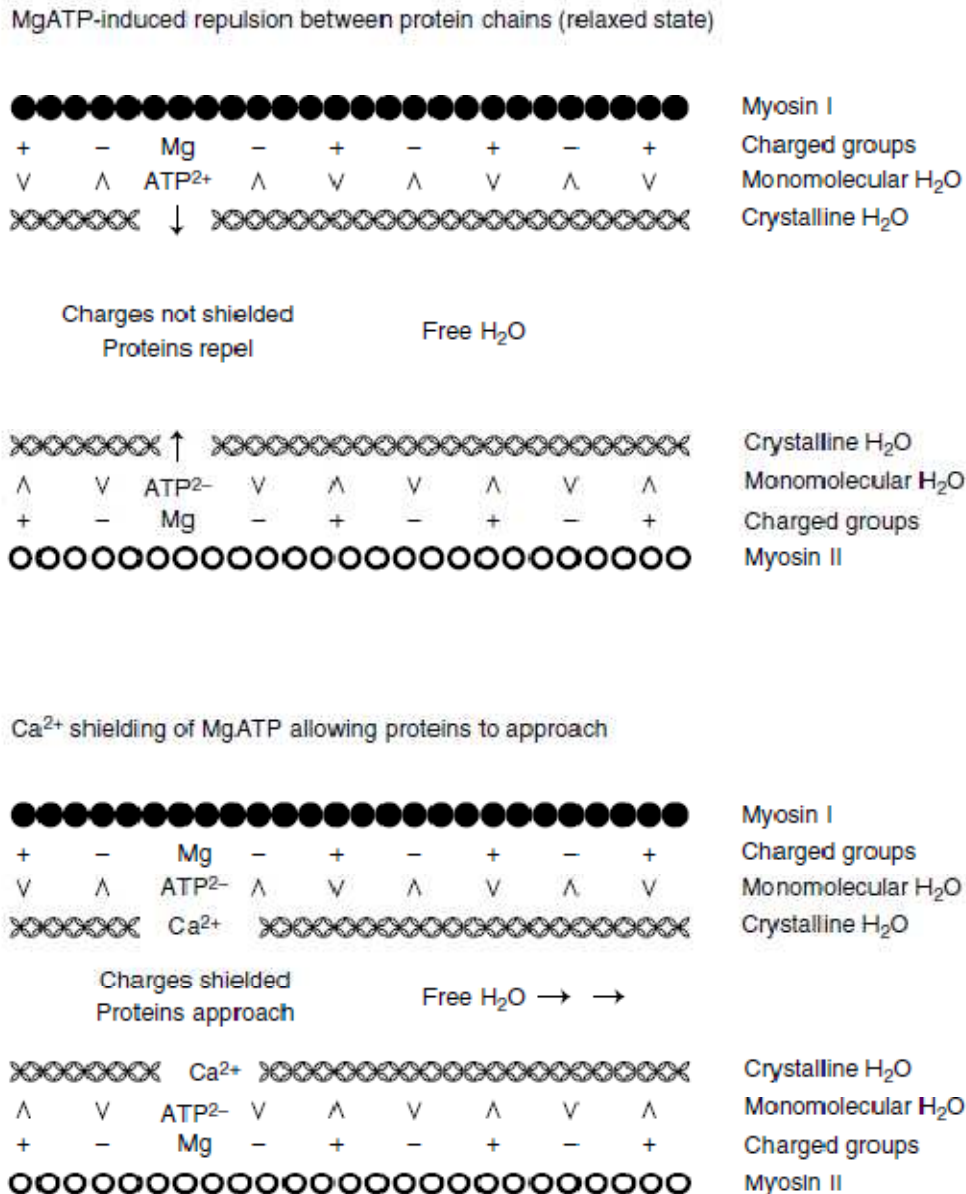 MgATP-induced repulsion between protein chains (relaxed state)
Myosin I
+ − Mg − + − + − + Charged groups
∨ ∧ ATP²⁺ ∧ ∨ ∧ ∨ ∧ ∨ Monomolecular H₂O
↓ Crystalline H₂O
Charges not shielded
Proteins repel
Free H₂O
↑ Crystalline H₂O
∧ ∨ ATP²⁻ ∨ ∧ ∨ ∧ ∨ ∧ Monomolecular H₂O
+ − Mg − + − + − + Charged groups
Myosin II
Ca²⁺ shielding of MgATP allowing proteins to approach
Myosin I
+ − Mg − + − + − + Charged groups
∨ ∧ ATP²⁻ ∧ ∨ ∧ ∨ ∧ ∨ Monomolecular H₂O
Ca²⁺ Crystalline H₂O
Charges shielded
Proteins approach
Free H₂O → →
Ca²⁺ Crystalline H₂O
∧ ∨ ATP²⁻ ∨ ∧ ∨ ∧ ∨ ∧ Monomolecular H₂O
+ − Mg − + − + − + Charged groups
Myosin II